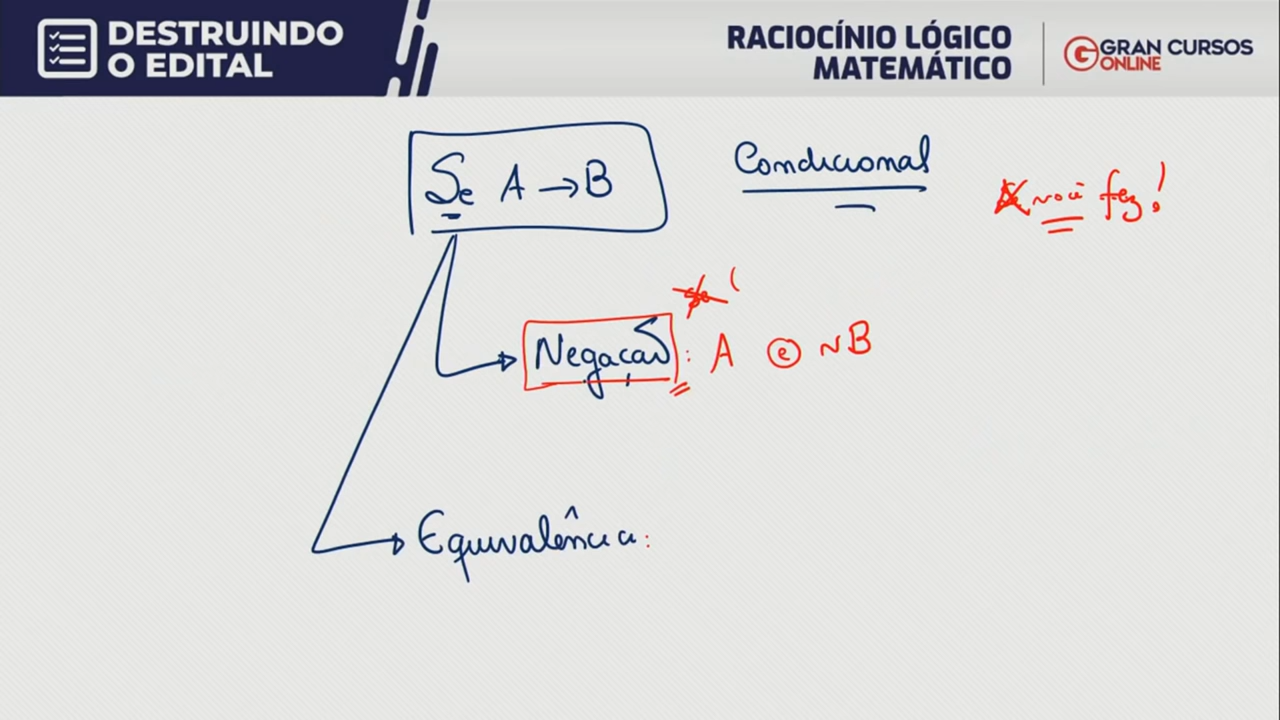 DESTRUINDO
O EDITAL
RACIOCÍNIO LÓGICO
MATEMÁTICO
GRAN CURSOS
ONLINE
Se A → B
Condicional
você fez!
Negação: A e ~B
Equivalência: